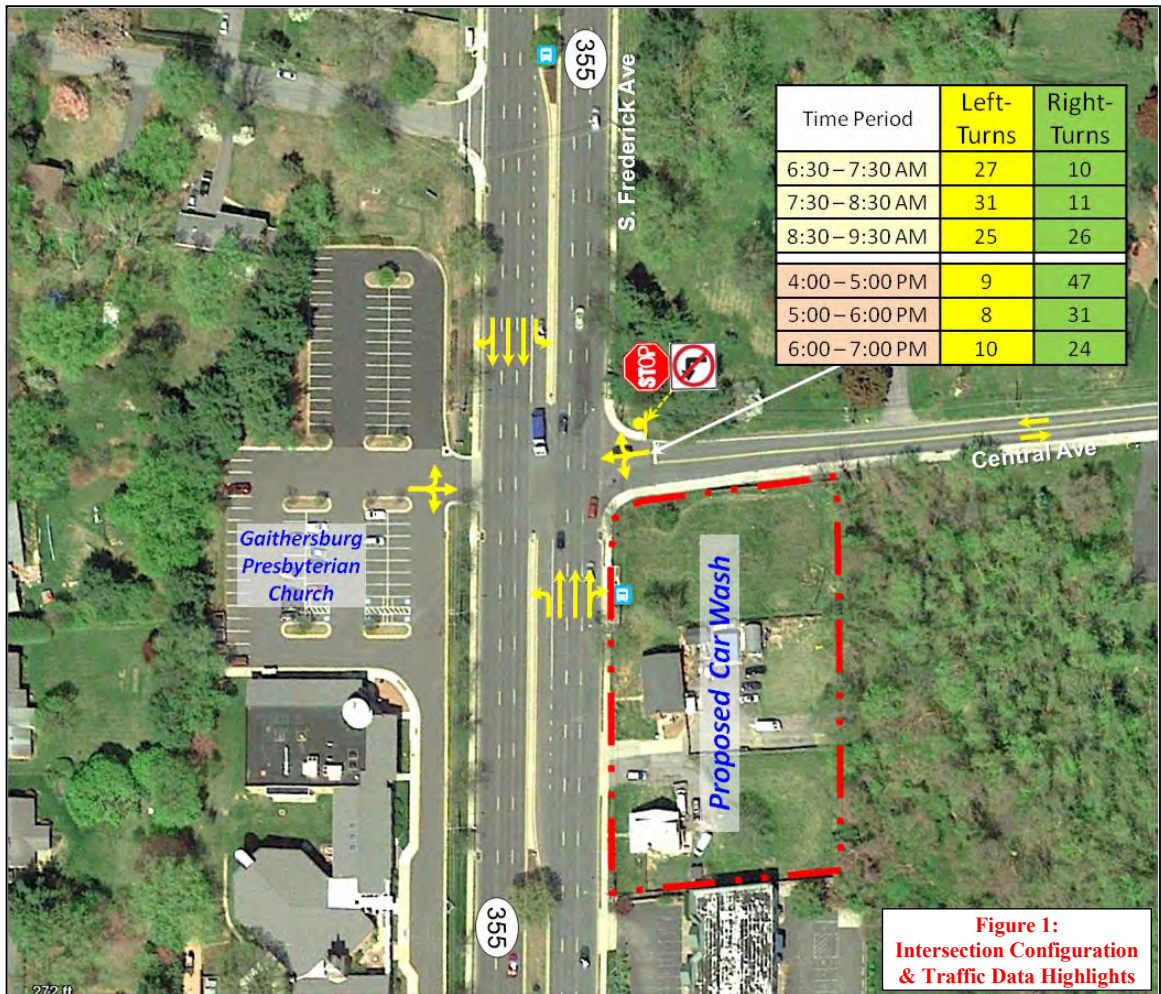 355
S. Frederick Ave
Time Period Left-Turns Right-Turns
6:30 – 7:30 AM 27 10
7:30 – 8:30 AM 31 11
8:30 – 9:30 AM 25 26
4:00 – 5:00 PM 9 47
5:00 – 6:00 PM 8 31
6:00 – 7:00 PM 10 24
STOP
Central Ave
Gaithersburg
Presbyterian
Church
Proposed Car Wash
355
Figure 1:
Intersection Configuration
& Traffic Data Highlights
272 ft